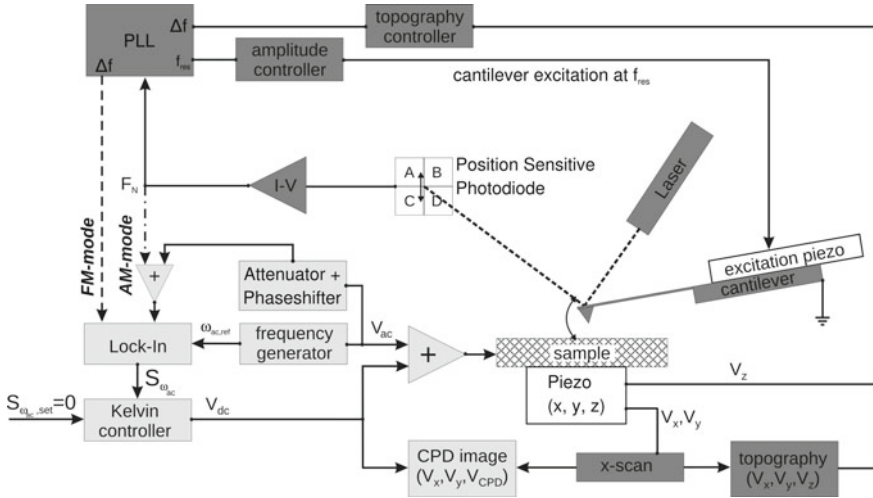 Δf
topography
controller
PLL
Δf
f_res
amplitude
controller
cantilever excitation at f_res
A
B
C
D
Position Sensitive
Photodiode
Laser
I-V
F_N
FM-mode
AM-mode
+
Attenuator +
Phaseshifter
excitation piezo
cantilever
Lock-In
ω_ac,ref
frequency
generator
V_ac
+
sample
S_ω_ac
Piezo
(x, y, z)
V_z
S_ω_ac,set=0
Kelvin
controller
V_dc
V_x,V_y
CPD image
(V_x,V_y,V_CPD)
x-scan
topography
(V_x,V_y,V_z)